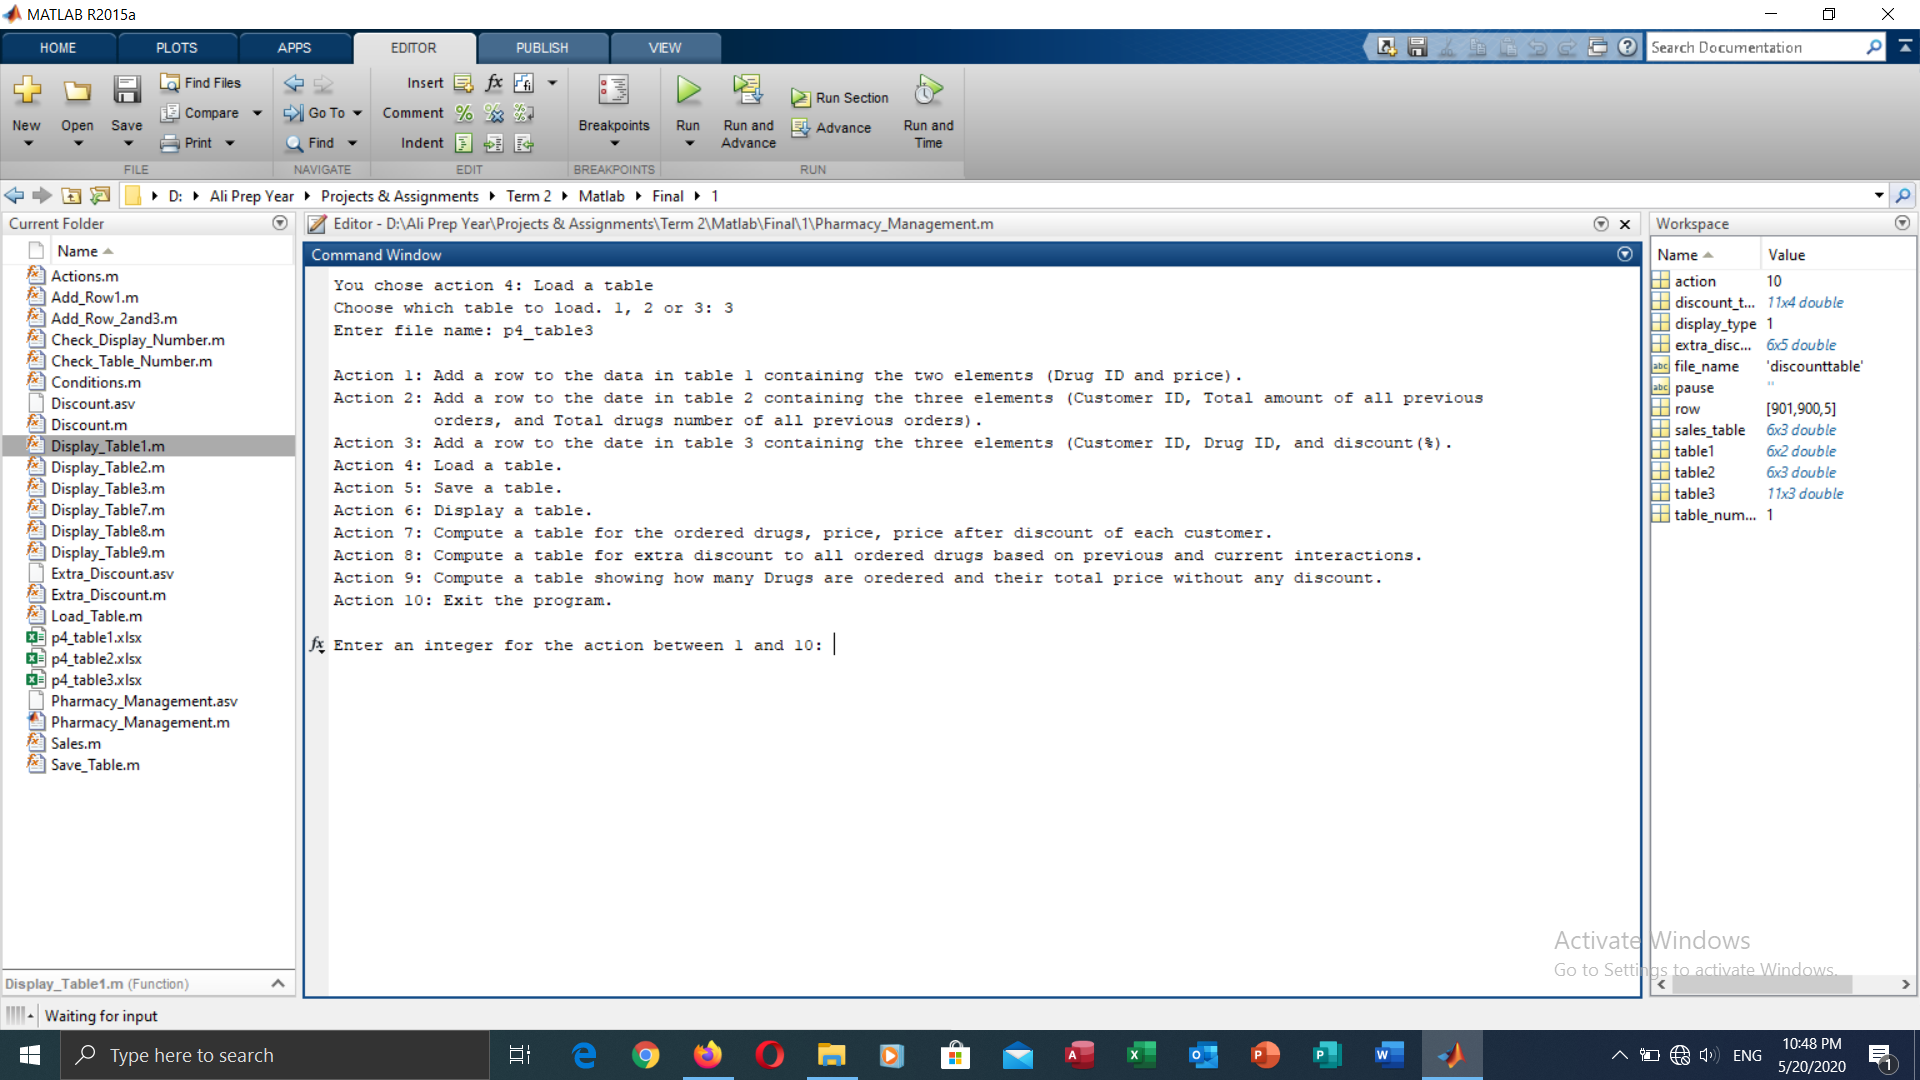 MATLAB R2015a
HOME PLOTS APPS EDITOR PUBLISH VIEW
Search Documentation
New Open Save
Find Files
Compare
Print
FILE
Go To
Find
NAVIGATE
Insert
Comment
Indent
EDIT
Breakpoints
BREAKPOINTS
Run
Run and Advance
Run Section
Advance
Run and Time
RUN
D: Ali Prep Year Projects & Assignments Term 2 Matlab Final 1
Current Folder
Name
Actions.m
Add_Row1.m
Add_Row_2and3.m
Check_Display_Number.m
Check_Table_Number.m
Conditions.m
Discount.asv
Discount.m
Display_Table1.m
Display_Table2.m
Display_Table3.m
Display_Table7.m
Display_Table8.m
Display_Table9.m
Extra_Discount.asv
Extra_Discount.m
Load_Table.m
p4_table1.xlsx
p4_table2.xlsx
p4_table3.xlsx
Pharmacy_Management.asv
Pharmacy_Management.m
Sales.m
Save_Table.m
Display_Table1.m (Function)
Editor - D:\Ali Prep Year\Projects & Assignments\Term 2\Matlab\Final\1\Pharmacy_Management.m
Command Window
You chose action 4: Load a table
Choose which table to load. 1, 2 or 3: 3
Enter file name: p4_table3
Action 1: Add a row to the data in table 1 containing the two elements (Drug ID and price).
Action 2: Add a row to the date in table 2 containing the three elements (Customer ID, Total amount of all previous
orders, and Total drugs number of all previous orders).
Action 3: Add a row to the date in table 3 containing the three elements (Customer ID, Drug ID, and discount(%).
Action 4: Load a table.
Action 5: Save a table.
Action 6: Display a table.
Action 7: Compute a table for the ordered drugs, price, price after discount of each customer.
Action 8: Compute a table for extra discount to all ordered drugs based on previous and current interactions.
Action 9: Compute a table showing how many Drugs are oredered and their total price without any discount.
Action 10: Exit the program.
fx Enter an integer for the action between 1 and 10:
Workspace
Name Value
action 10
discount_t... 11x4 double
display_type 1
extra_disc... 6x5 double
file_name 'discounttable'
pause ''
row [901,900,5]
sales_table 6x3 double
table1 6x2 double
table2 6x3 double
table3 11x3 double
table_num... 1
Activate Windows
Go to Settings to activate Windows.
Waiting for input
Type here to search
ENG
10:48 PM
5/20/2020
1